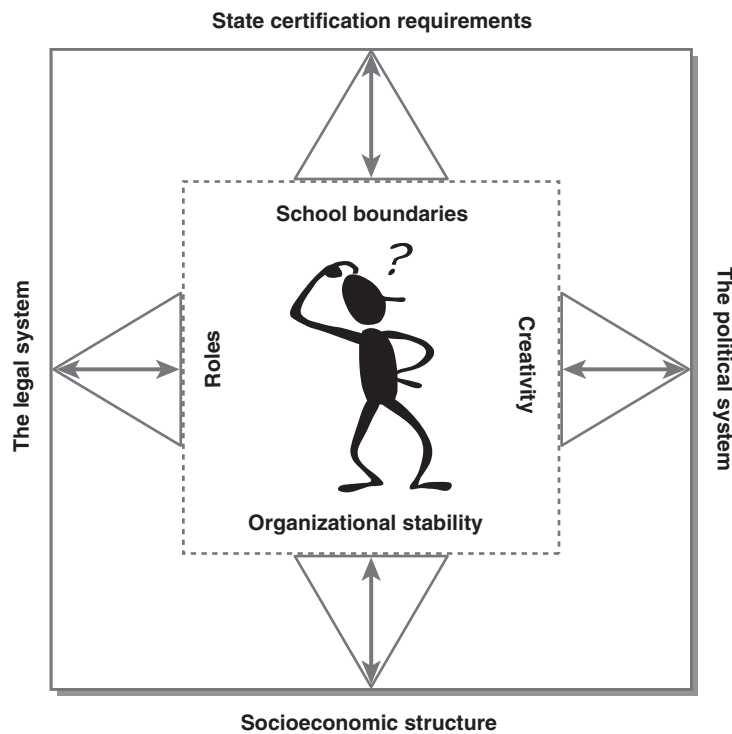 State certification requirements
School boundaries
?
The legal system
Roles
Creativity
The political system
Organizational stability
Socioeconomic structure